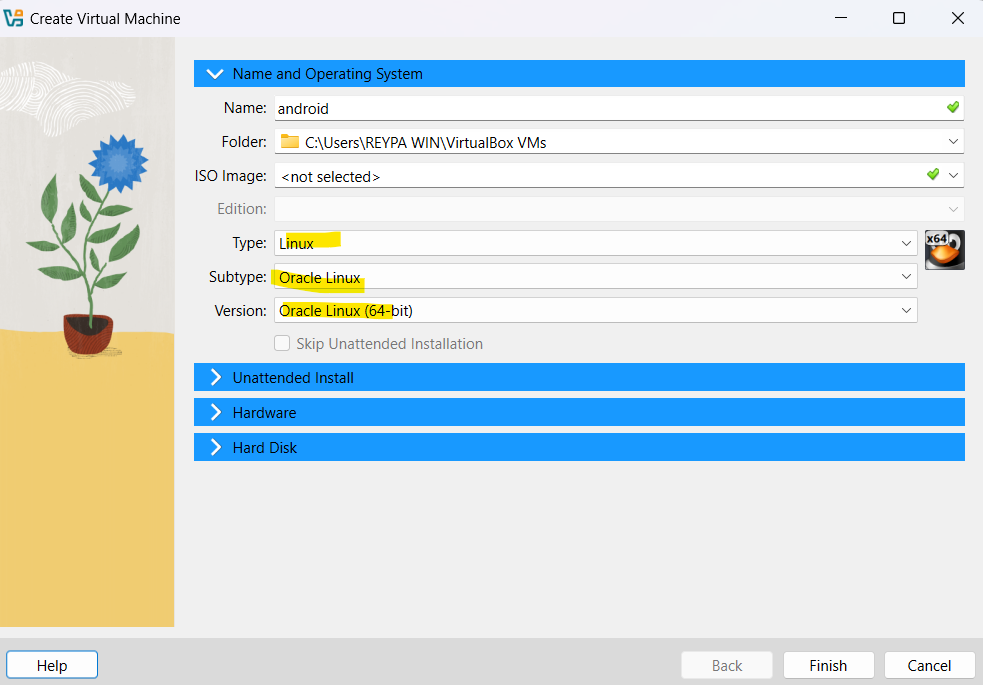 Create Virtual Machine
Name and Operating System
Name: android
Folder: C:\Users\REYPA WIN\VirtualBox VMs
ISO Image: <not selected>
Edition:
Type: Linux
x64
Subtype: Oracle Linux
Version: Oracle Linux (64-bit)
Skip Unattended Installation
Unattended Install
Hardware
Hard Disk
Help Back Finish Cancel